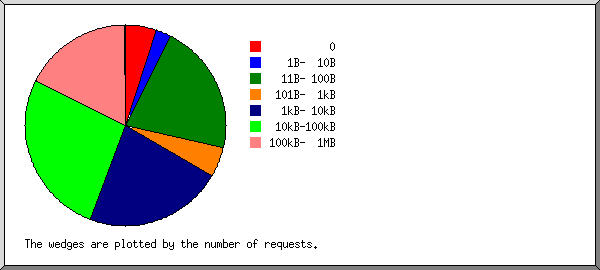 0
1B- 10B
11B- 100B
101B- 1kB
1kB- 10kB
10kB-100kB
100kB- 1MB
The wedges are plotted by the number of requests.